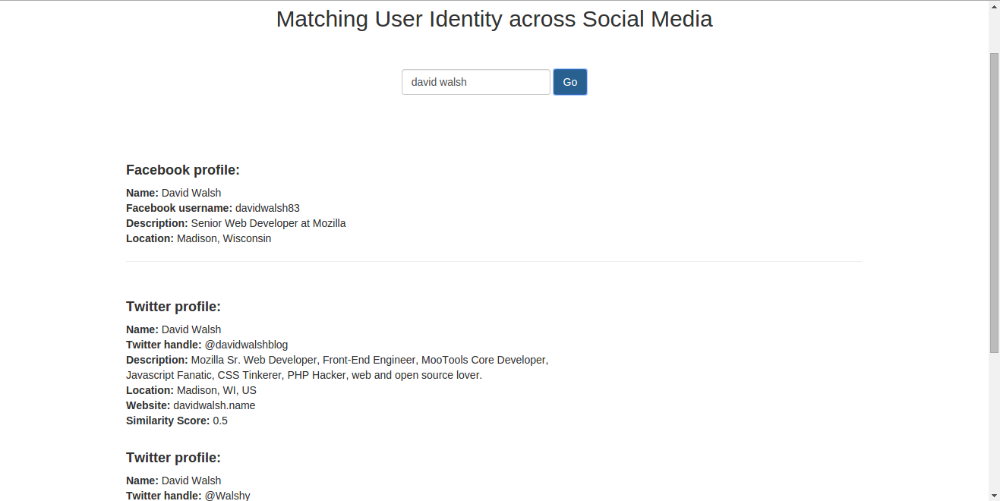 Matching User Identity across Social Media
david walsh
Go
Facebook profile:
Name: David Walsh
Facebook username: davidwalsh83
Description: Senior Web Developer at Mozilla
Location: Madison, Wisconsin
Twitter profile:
Name: David Walsh
Twitter handle: @davidwalshblog
Description: Mozilla Sr. Web Developer, Front-End Engineer, MooTools Core Developer,
Javascript Fanatic, CSS Tinkerer, PHP Hacker, web and open source lover.
Location: Madison, WI, US
Website: davidwalsh.name
Similarity Score: 0.5
Twitter profile:
Name: David Walsh
Twitter handle: @Walshy